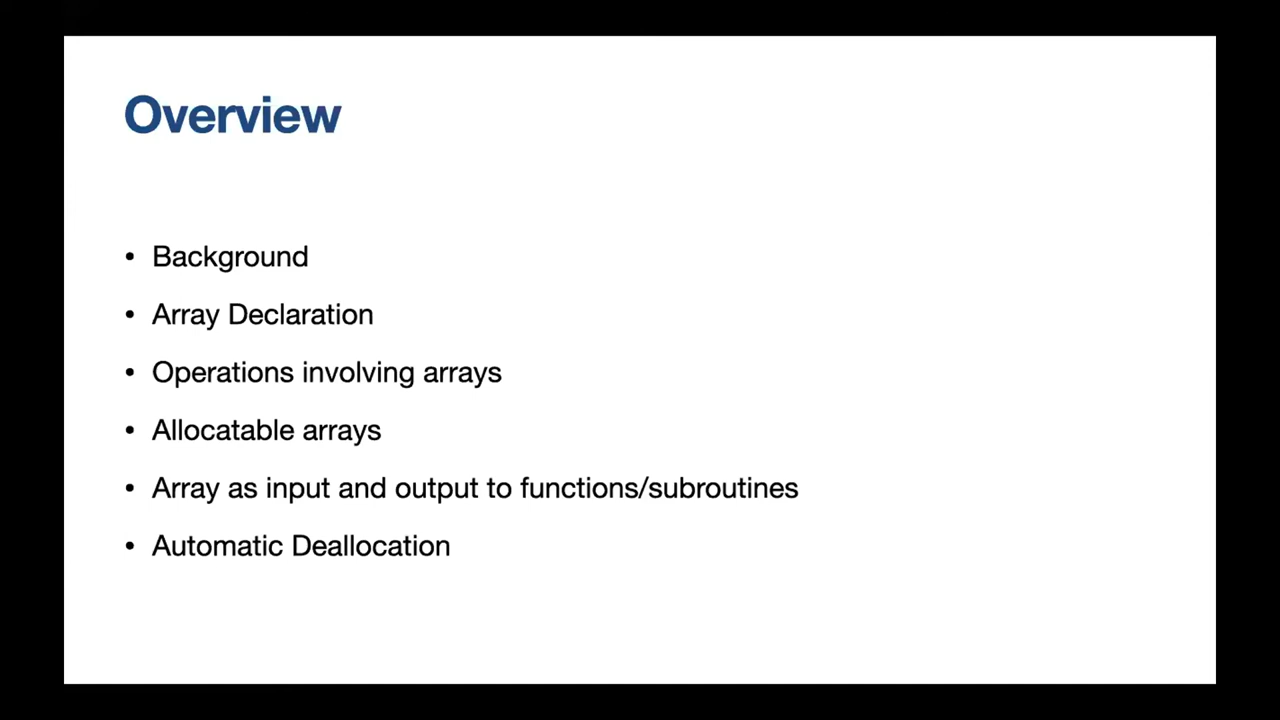 Overview
• Background
• Array Declaration
• Operations involving arrays
• Allocatable arrays
• Array as input and output to functions/subroutines
• Automatic Deallocation